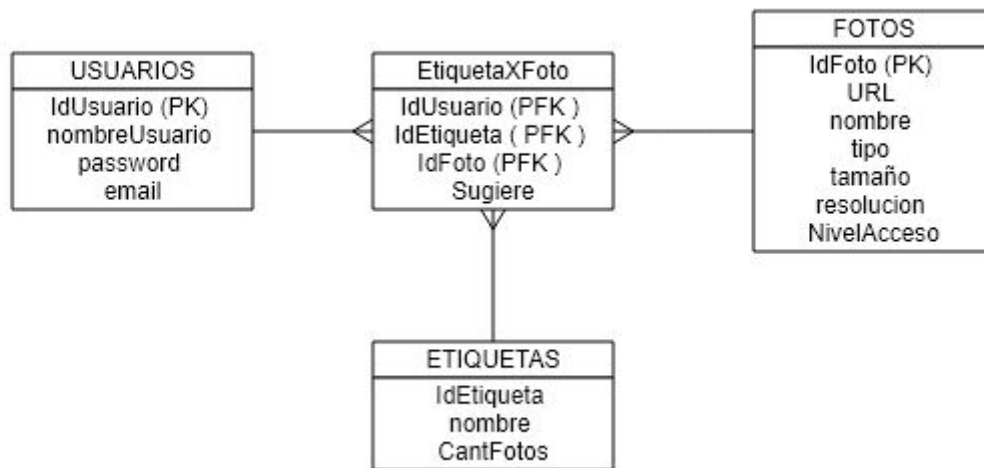 USUARIOS
IdUsuario (PK)
nombreUsuario
password
email
EtiquetaXFoto
IdUsuario (PFK )
IdEtiqueta ( PFK )
IdFoto (PFK )
Sugiere
FOTOS
IdFoto (PK)
URL
nombre
tipo
tamaño
resolucion
NivelAcceso
ETIQUETAS
IdEtiqueta
nombre
CantFotos